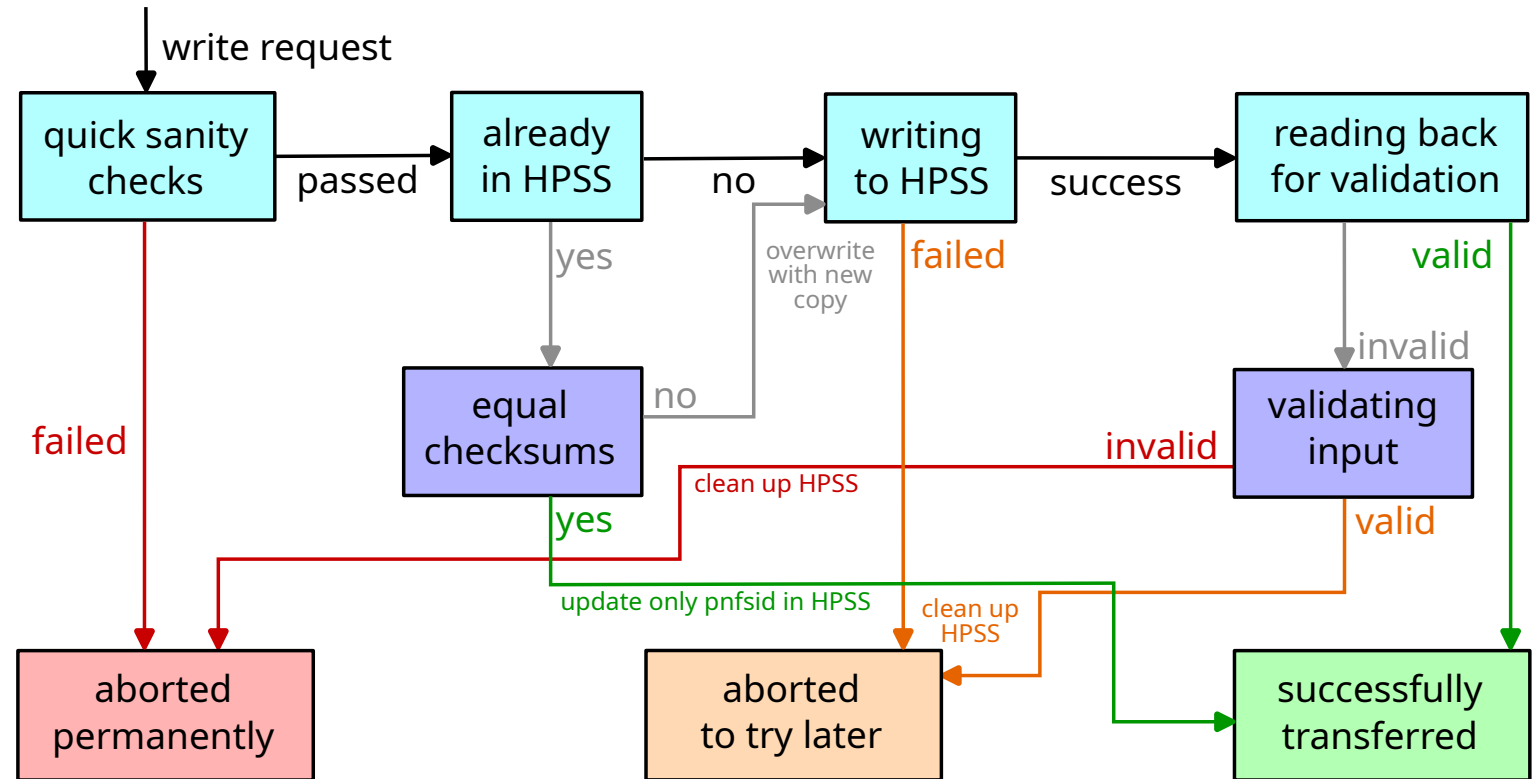 write request
quick sanity
checks
passed
already
in HPSS
no
writing
to HPSS
success
reading back
for validation
yes
overwrite
with new
copy
failed
valid
invalid
equal
checksums
no
validating
input
failed
invalid
clean up HPSS
yes
valid
update only pnfsid in HPSS
clean up
HPSS
aborted
permanently
aborted
to try later
successfully
transferred